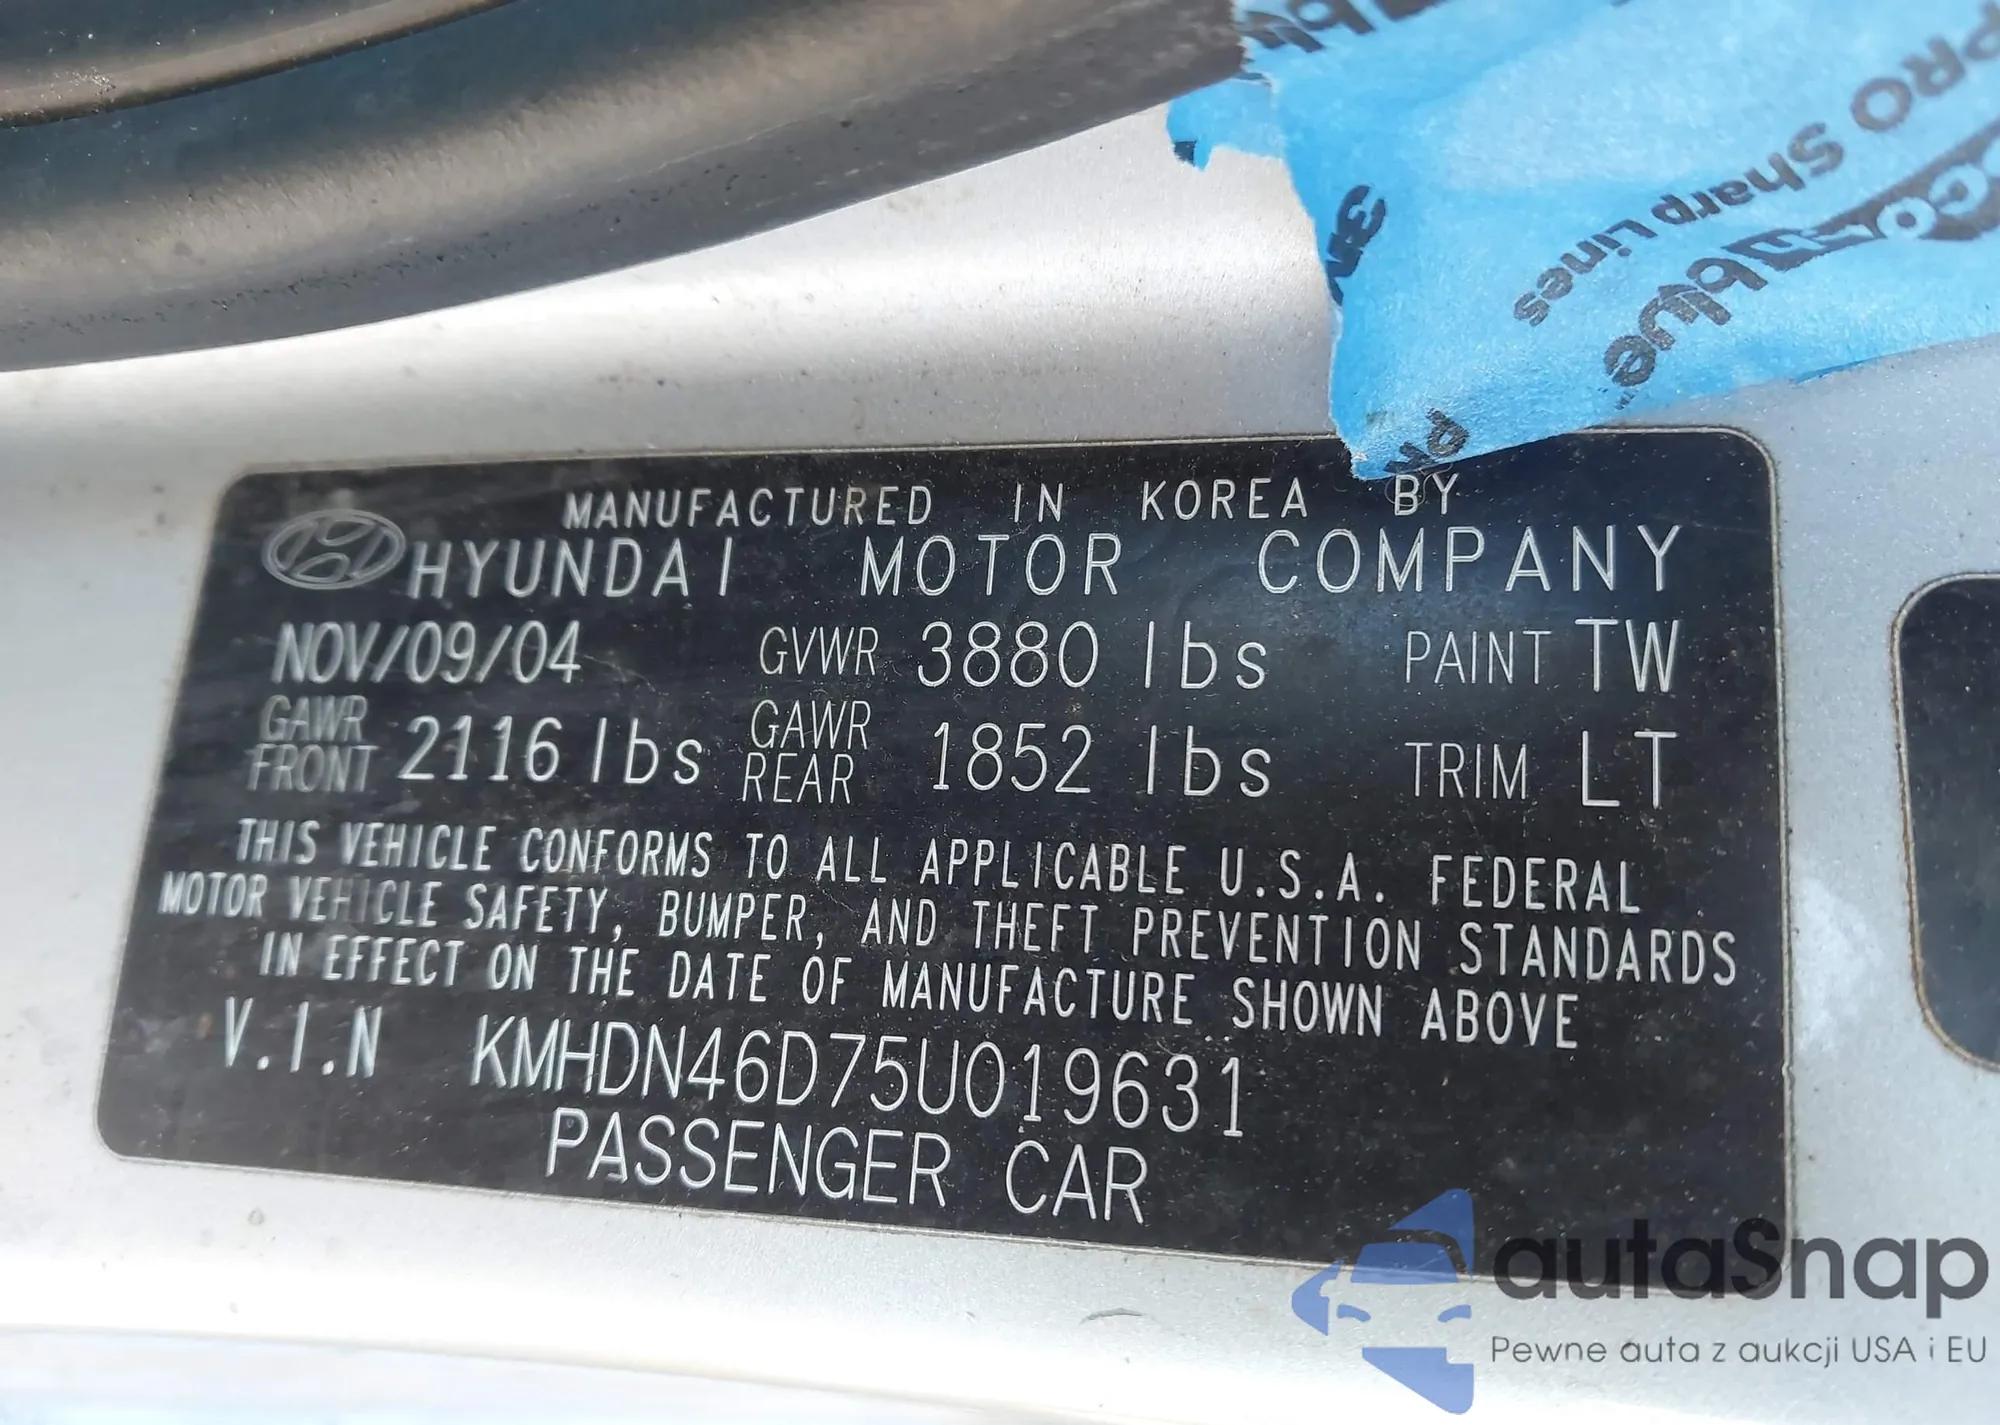 PRO Sharp Lines
blue™
3M
MANUFACTURED IN KOREA BY
HYUNDAI MOTOR COMPANY
NOV/09/04 GVWR 3880 lbs PAINT TW
GAWR FRONT 2116 lbs GAWR REAR 1852 lbs TRIM LT
THIS VEHICLE CONFORMS TO ALL APPLICABLE U.S.A. FEDERAL
MOTOR VEHICLE SAFETY, BUMPER, AND THEFT PREVENTION STANDARDS
IN EFFECT ON THE DATE OF MANUFACTURE SHOWN ABOVE
V.I.N KMHDN46D75U019631
PASSENGER CAR
autaSnap
Pewne auta z aukcji USA i EU